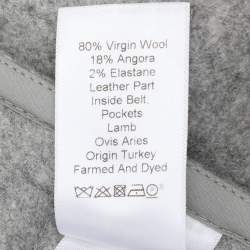 80% Virgin Wool
18% Angora
2% Elastane
Leather Part
Inside Belt.
Pockets
Lamb
Ovis Aries
Origin Turkey
Farmed And Dyed